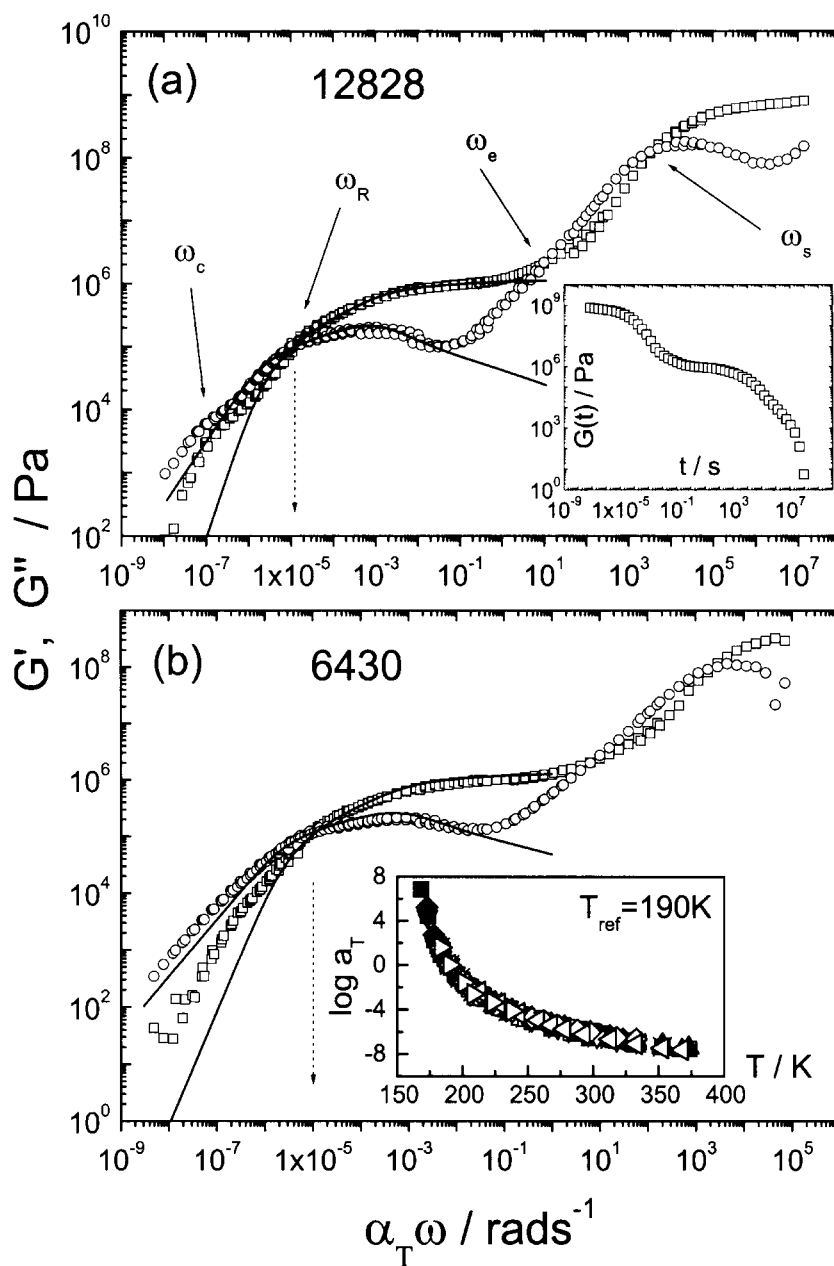 G', G'' / Pa
10^10
(a)
12828
ω_e
ω_R
10^8
ω_c
ω_s
10^6
10^4
10^2
10^9
10^6
10^3
10^0
G(t) / Pa
10^-9 1x10^-5 10^-1 10^3 10^7
t / s
10^-9 10^-7 1x10^-5 10^-3 10^-1 10^1 10^3 10^5 10^7
(b)
6430
10^8
10^6
10^4
10^2
10^0
8
4
0
-4
-8
log a_T
T_ref=190K
150 200 250 300 350 400
T / K
10^-9 10^-7 1x10^-5 10^-3 10^-1 10^1 10^3 10^5
α_T ω / rads^-1